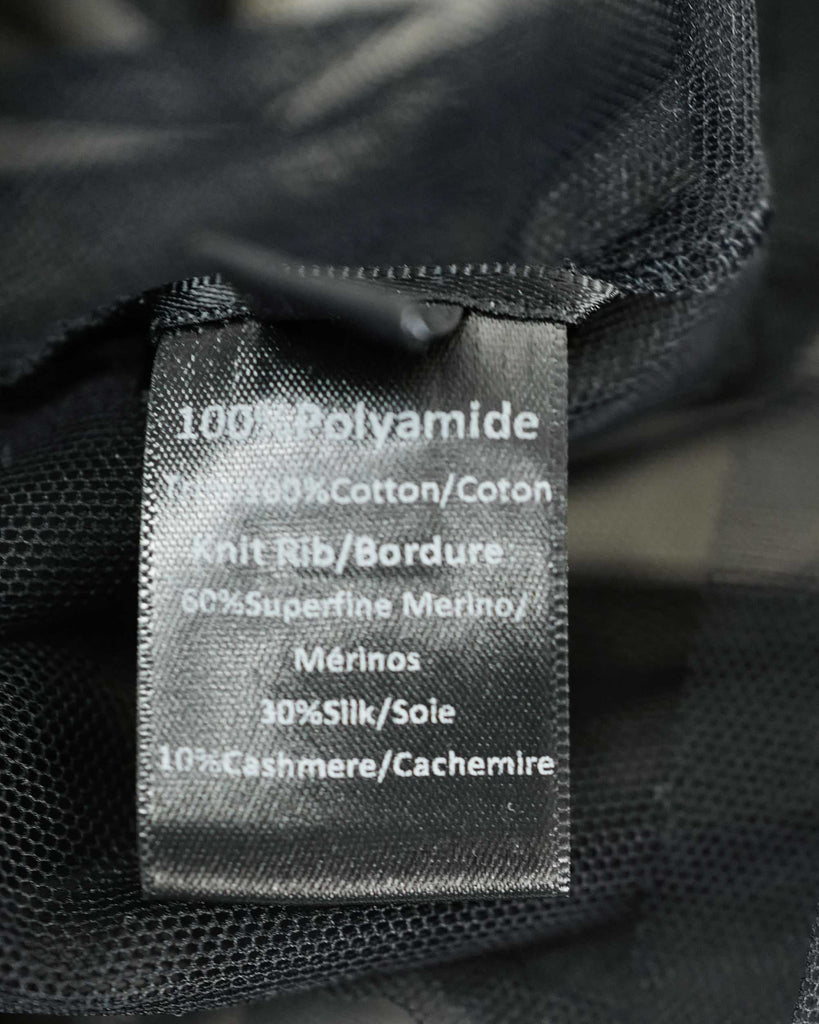 100%Polyamide
100%Cotton/Coton
Knit Rib/Bordure
60%Superfine Merino/
Mérinos
30%Silk/Soie
10%Cashmere/Cachemire